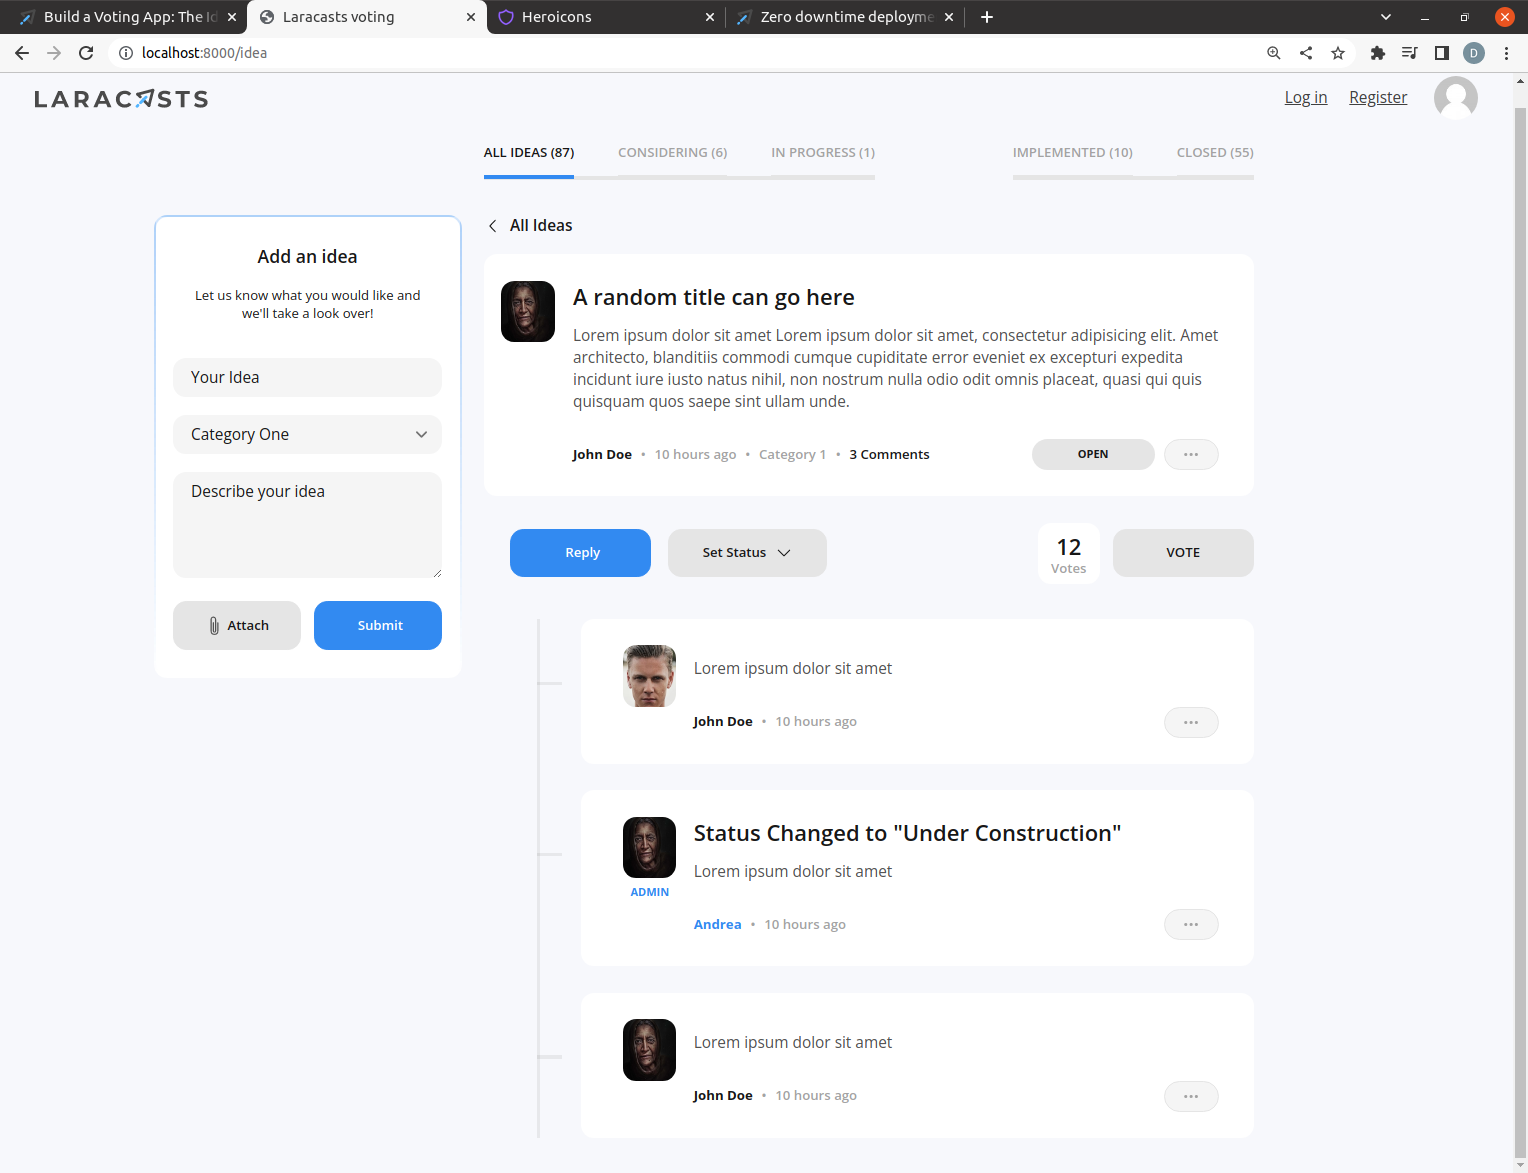 Build a Voting App: The Id
Laracasts voting
Heroicons
Zero downtime deployme
localhost:8000/idea
D
LARACASTS
Log in
Register
ALL IDEAS (87)
CONSIDERING (6)
IN PROGRESS (1)
IMPLEMENTED (10)
CLOSED (55)
Add an idea
Let us know what you would like and
we'll take a look over!
Your Idea
Category One
Describe your idea
Attach
Submit
All Ideas
A random title can go here
Lorem ipsum dolor sit amet Lorem ipsum dolor sit amet, consectetur adipisicing elit. Amet
architecto, blanditiis commodi cumque cupiditate error eveniet ex excepturi expedita
incidunt iure iusto natus nihil, non nostrum nulla odio odit omnis placeat, quasi qui quis
quisquam quos saepe sint ullam unde.
John Doe • 10 hours ago • Category 1 • 3 Comments
OPEN
Reply
Set Status
12
Votes
VOTE
Lorem ipsum dolor sit amet
John Doe • 10 hours ago
Status Changed to "Under Construction"
Lorem ipsum dolor sit amet
ADMIN
Andrea • 10 hours ago
Lorem ipsum dolor sit amet
John Doe • 10 hours ago